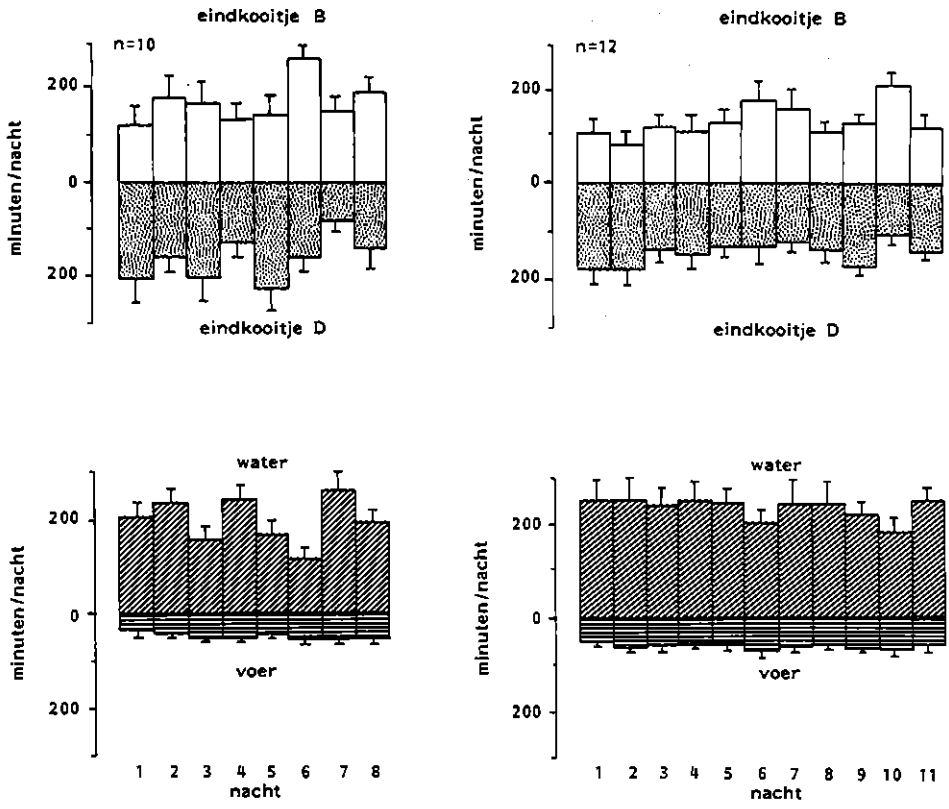 eindkooitje B
n=10
200
0
200
minuten/nacht
eindkooitje D
eindkooitje B
n=12
200
0
200
minuten/nacht
eindkooitje D
water
200
0
200
minuten/nacht
voer
1 2 3 4 5 6 7 8
nacht
water
200
0
200
minuten/nacht
voer
1 2 3 4 5 6 7 8 9 10 11
nacht